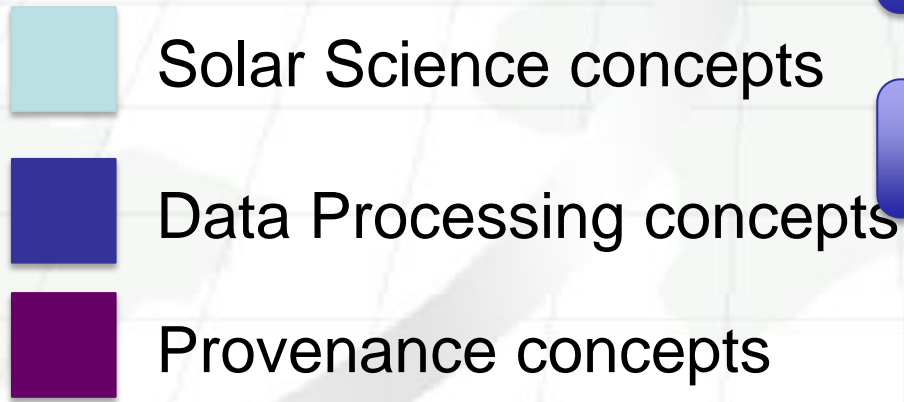 Solar Science concepts
Data Processing concepts
Provenance concepts